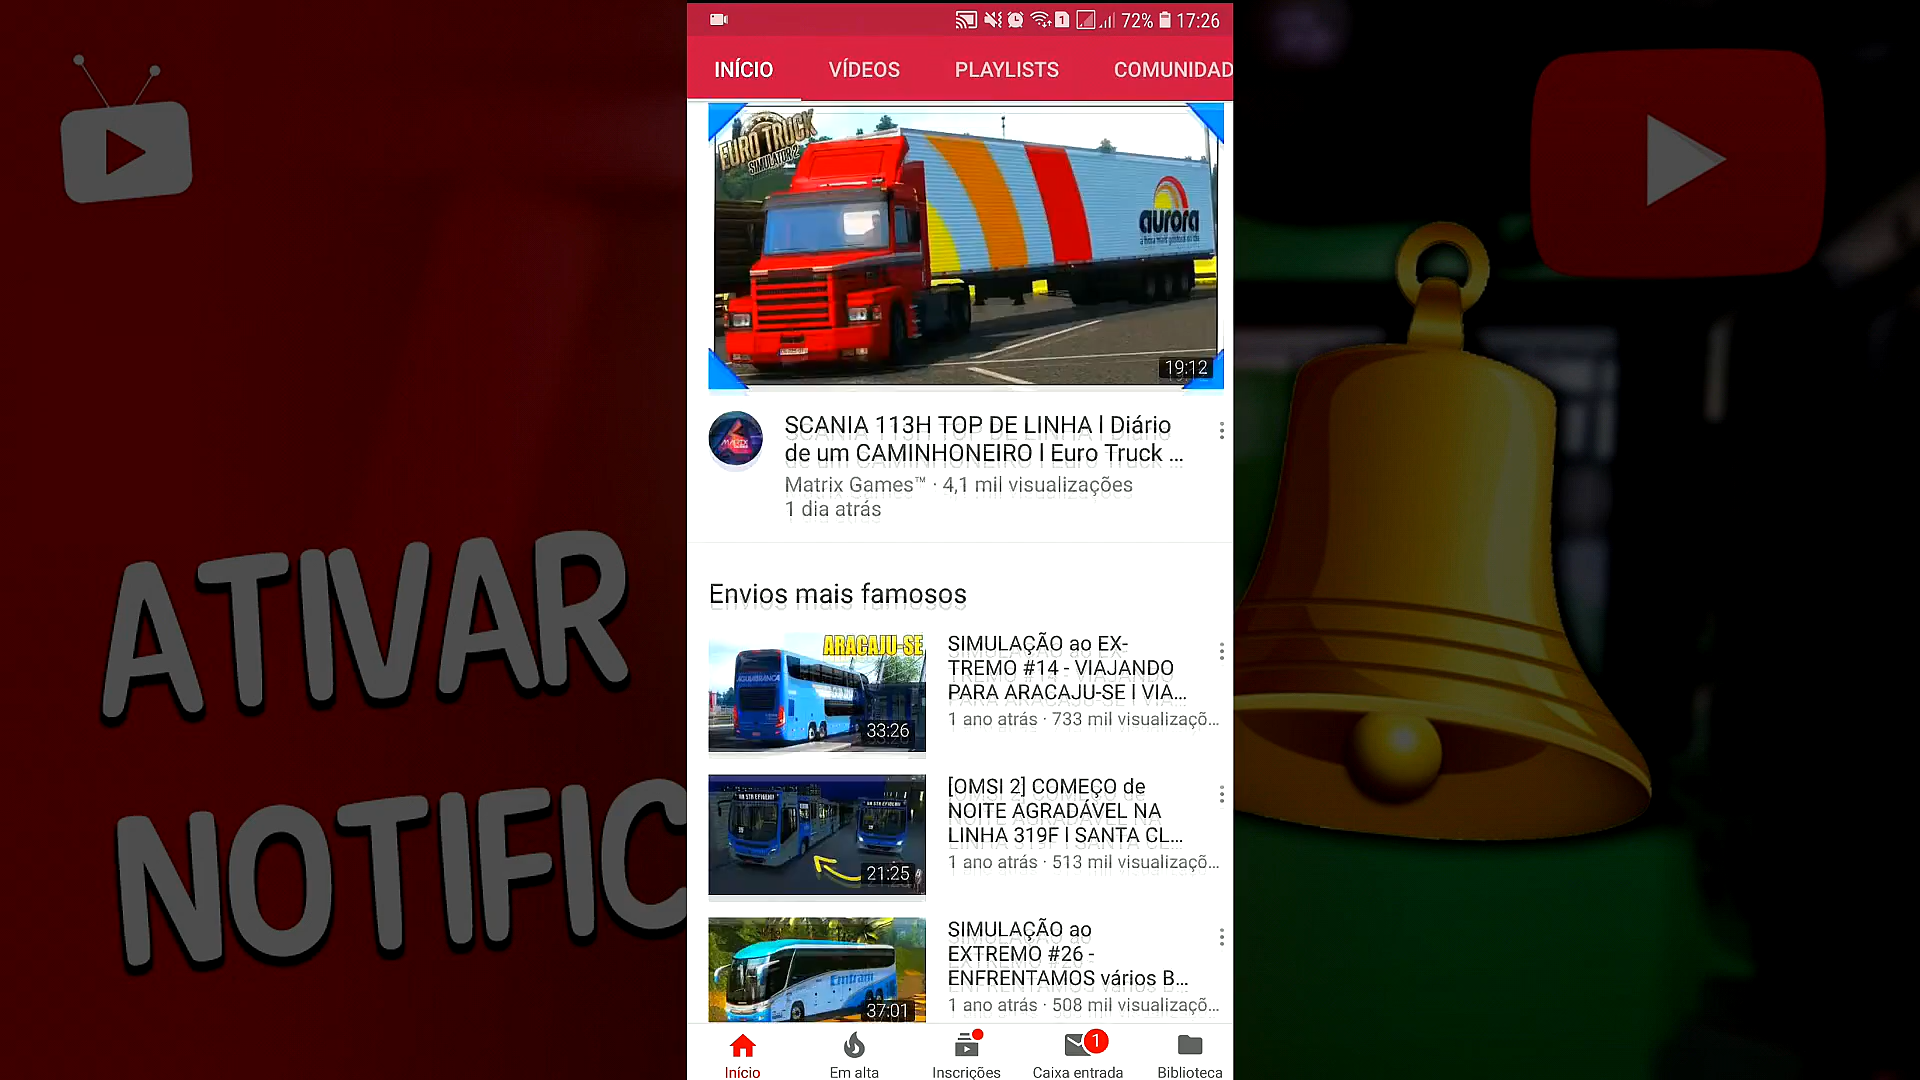 1
72%
17:26
INÍCIO
VÍDEOS
PLAYLISTS
COMUNIDAD
EURO TRUCK
SIMULATOR 2
aurora
19:12
SCANIA 113H TOP DE LINHA l Diário
de um CAMINHONEIRO l Euro Truck ...
Matrix Games™ · 4,1 mil visualizações
1 dia atrás
ATIVAR
NOTIFIC
Envios mais famosos
ARACAJU-SE
AGUIABRANCA
33:26
SIMULAÇÃO ao EX-
TREMO #14 - VIAJANDO
PARA ARACAJU-SE l VIA...
1 ano atrás · 733 mil visualizaçõ...
21:25
[OMSI 2] COMEÇO de
NOITE AGRADÁVEL NA
LINHA 319F l SANTA CL...
1 ano atrás · 513 mil visualizaçõ...
Emtram
37:01
SIMULAÇÃO ao
EXTREMO #26 -
ENFRENTAMOS vários B...
1 ano atrás · 508 mil visualizaçõ...
1
Início
Em alta
Inscrições
Caixa entrada
Biblioteca